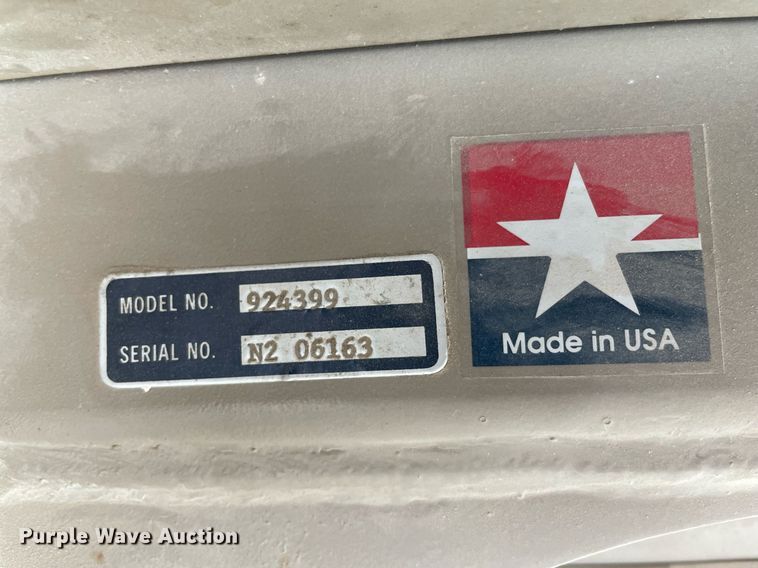 MODEL NO. 924399
SERIAL NO. N2 06163
Made in USA
Purple Wave Auction